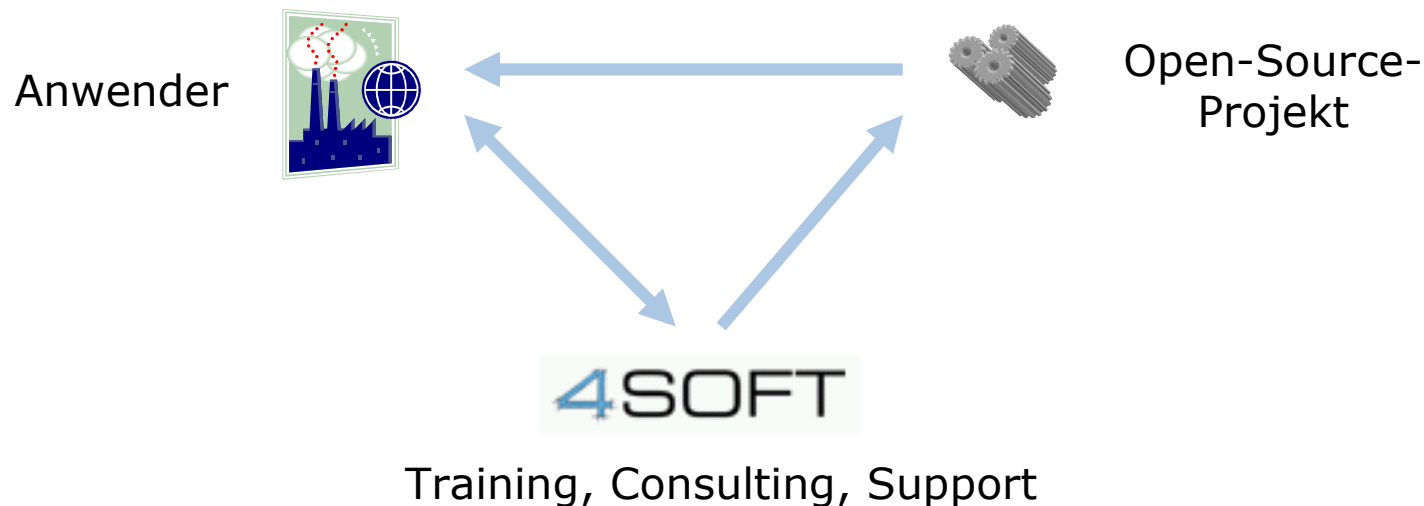 Anwender
Open-Source-
Projekt
4SOFT
Training, Consulting, Support